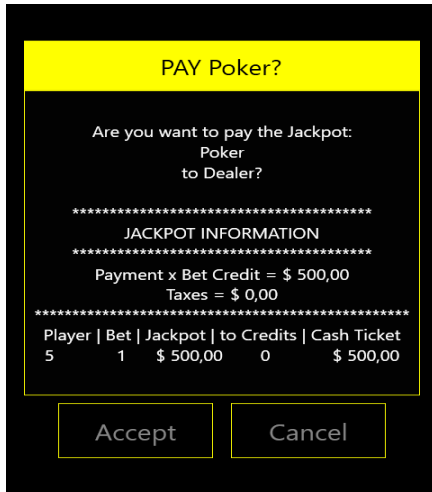 PAY Poker?
Are you want to pay the Jackpot:
Poker
to Dealer?
****************************************
JACKPOT INFORMATION
****************************************
Payment x Bet Credit = $ 500,00
Taxes = $ 0,00
**************************************************
Player | Bet | Jackpot | to Credits | Cash Ticket
5 1 $ 500,00 0 $ 500,00
Accept Cancel